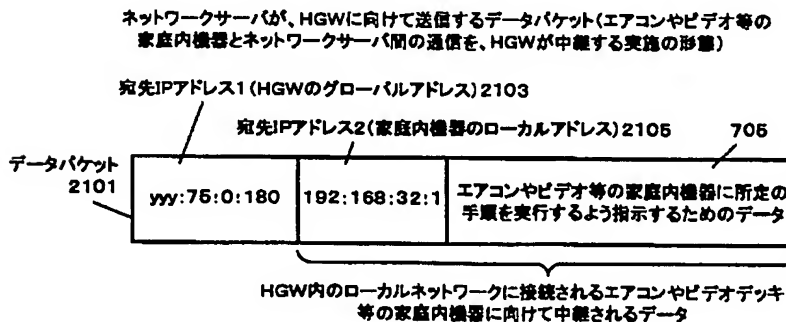 ネットワークサーバが、HGWに向けて送信するデータパケット（エアコンやビデオ等の
家庭内機器とネットワークサーバ間の通信を、HGWが中継する実施の形態）
宛先IPアドレス1（HGWのグローバルアドレス）2103
宛先IPアドレス2（家庭内機器のローカルアドレス）2105
705
データパケット
2101
yyy:75:0:180
192:168:32:1
エアコンやビデオ等の家庭内機器に所定の
手順を実行するよう指示するためのデータ
HGW内のローカルネットワークに接続されるエアコンやビデオデッキ
等の家庭内機器に向けて中継されるデータ